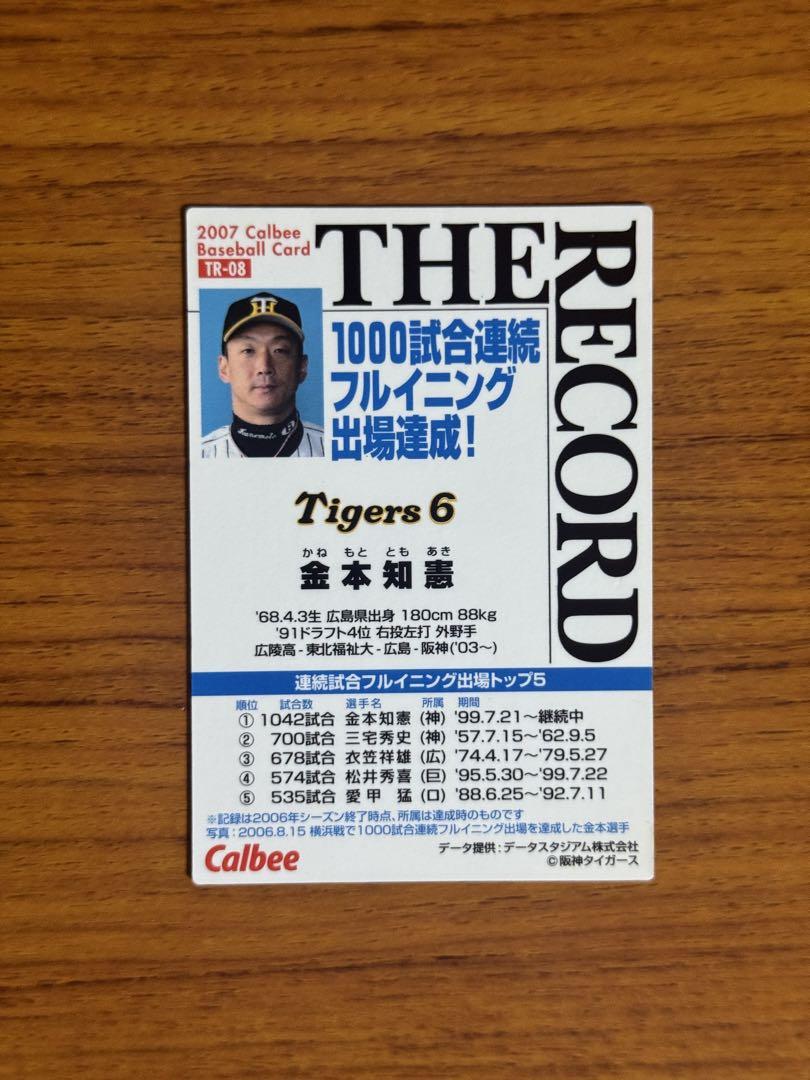 2007 Calbee
Baseball Card
TR-08
THE
RECORD
1000試合連続
フルイニング
出場達成!
Tigers 6
かね もと とも あき
金本知憲
'68.4.3生 広島県出身 180cm 88kg
'91ドラフト4位 右投左打 外野手
広陵高-東北福祉大-広島-阪神('03〜)
連続試合フルイニング出場トップ5
順位 試合数 選手名 所属 期間
① 1042試合 金本知憲 (神) '99.7.21〜継続中
② 700試合 三宅秀史 (神) '57.7.15〜'62.9.5
③ 678試合 衣笠祥雄 (広) '74.4.17〜'79.5.27
④ 574試合 松井秀喜 (巨) '95.5.30〜'99.7.22
⑤ 535試合 愛甲 猛 (ロ) '88.6.25〜'92.7.11
※記録は2006年シーズン終了時点、所属は達成時のものです
写真:2006.8.15 横浜戦で1000試合連続フルイニング出場を達成した金本選手
Calbee
データ提供:データスタジアム株式会社
©阪神タイガース